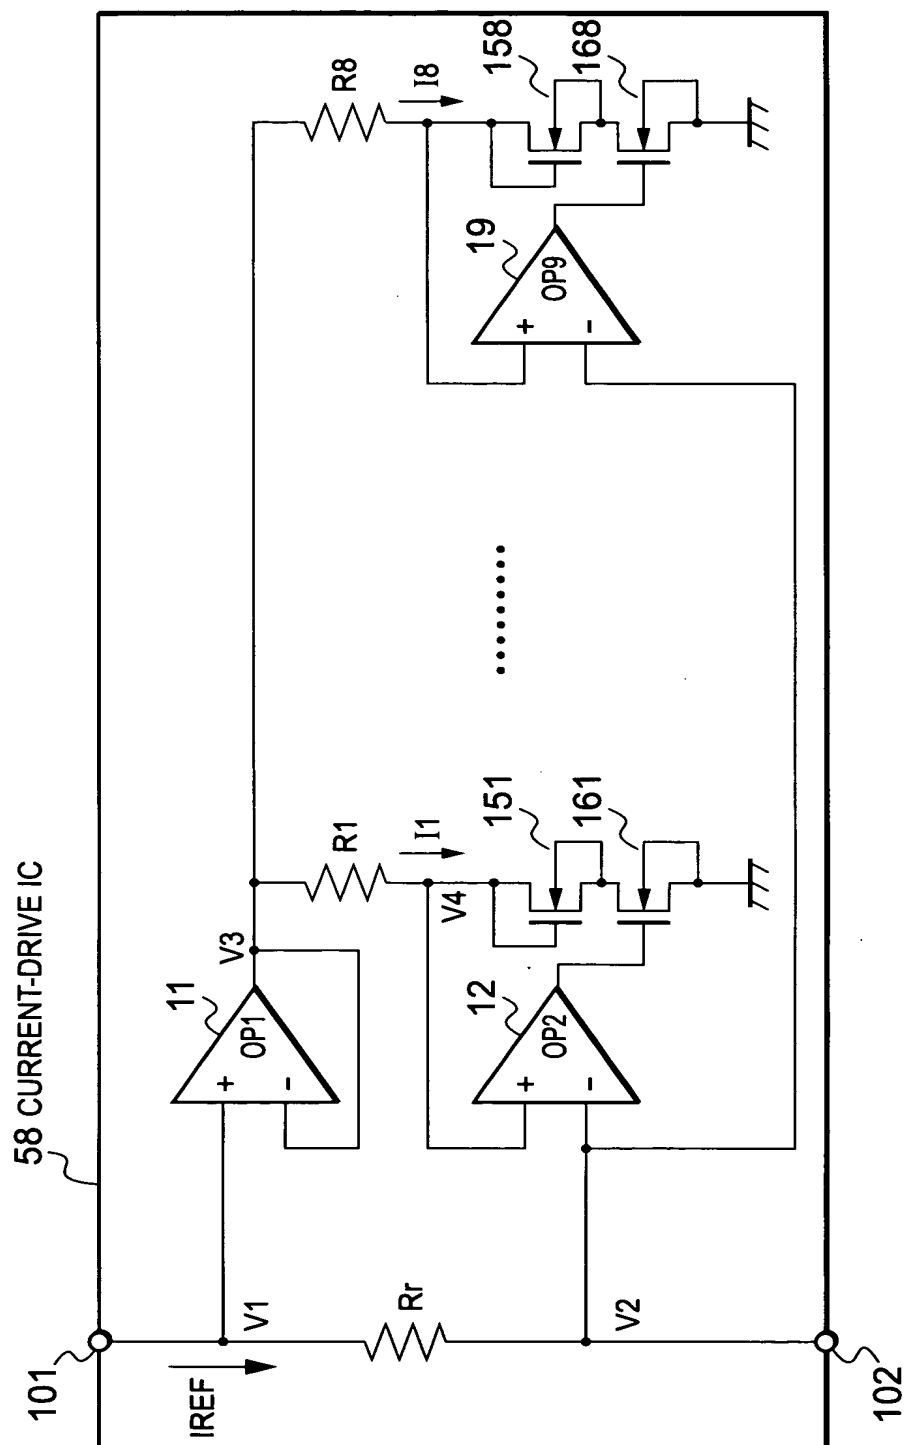 58 CURRENT-DRIVE IC
101
IREF
V1
Rr
V2
102
11
OP1
+
-
V3
R1
I1
V4
12
OP2
+
-
151
161
R8
I8
19
OP9
+
-
158
168